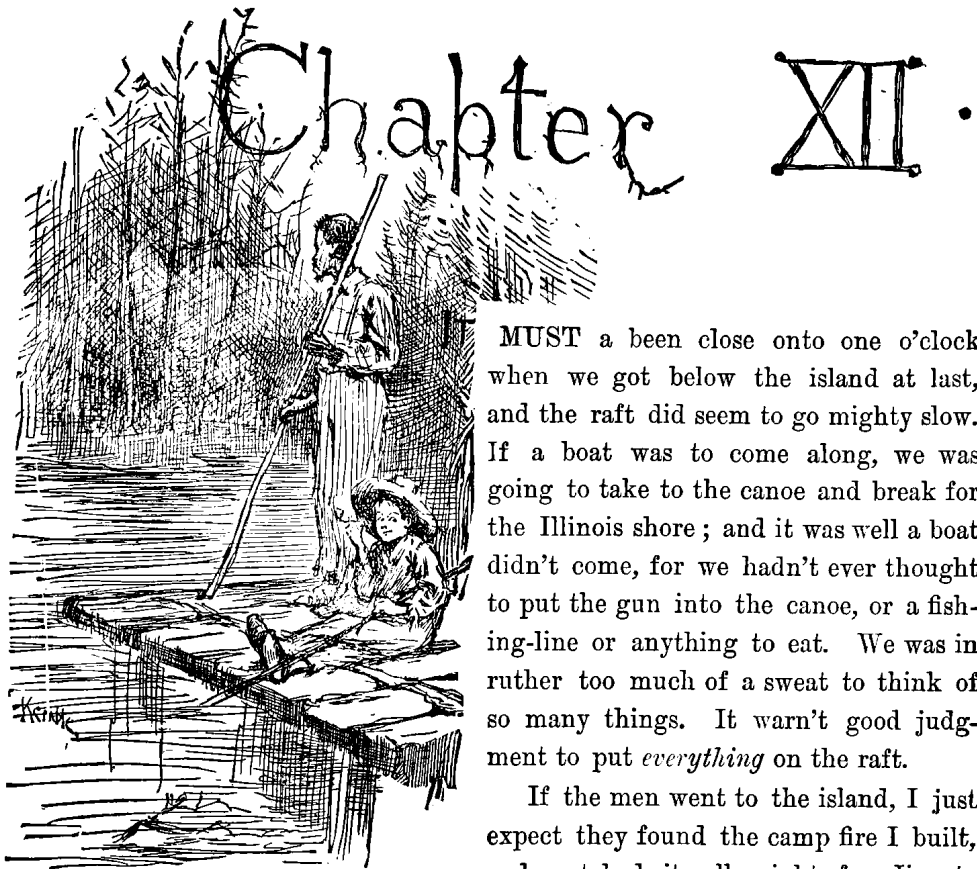 Chapter XII.
MUST a been close onto one o’clock
when we got below the island at last,
and the raft did seem to go mighty slow.
If a boat was to come along, we was
going to take to the canoe and break for
the Illinois shore; and it was well a boat
didn’t come, for we hadn’t ever thought
to put the gun into the canoe, or a fish-
ing-line or anything to eat. We was in
ruther too much of a sweat to think of
so many things. It warn’t good judg-
ment to put everything on the raft.
If the men went to the island, I just
expect they found the camp fire I built,